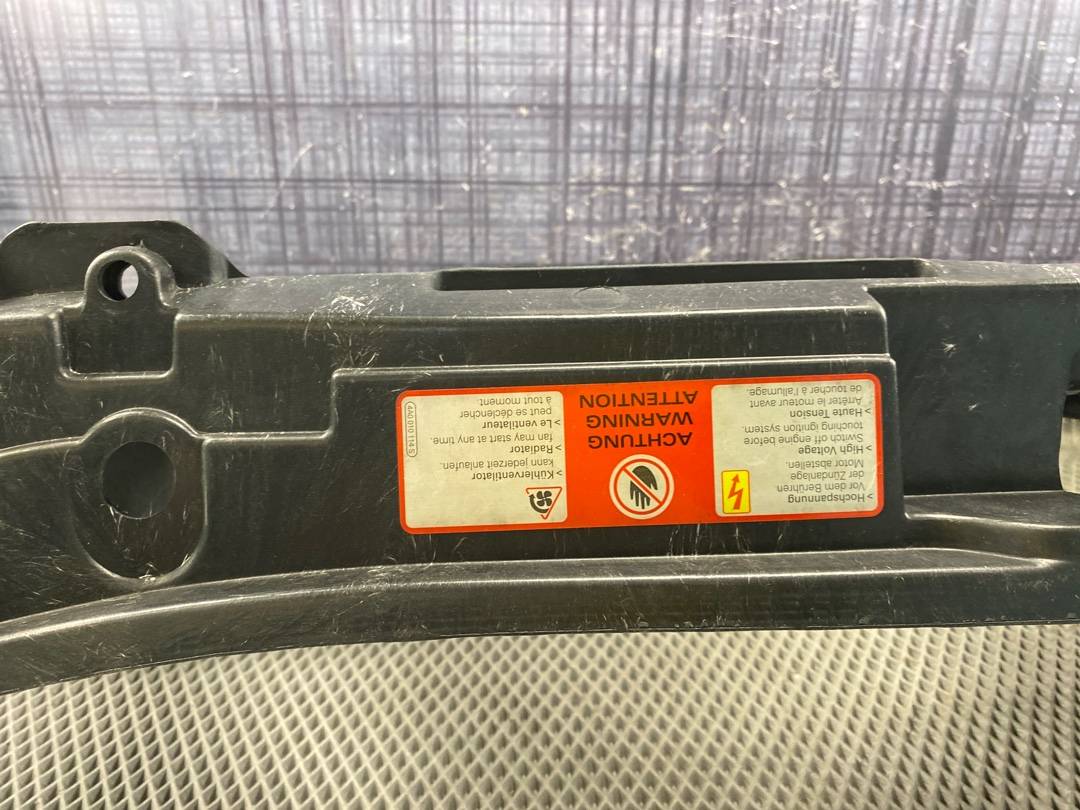 > Hochspannung
Vor dem Berühren
der Zündanlage
Motor abstellen.
> High Voltage
Switch off engine before
touching ignition system.
> Haute Tension
Arrêter le moteur avant
de toucher à l'allumage.
ACHTUNG
WARNING
ATTENTION
> Kühlerventilator
kann jederzeit anlaufen.
> Radiator
fan may start at any time.
> Le ventilateur
peut se déclencher
à tout moment
4A0 010 114 S